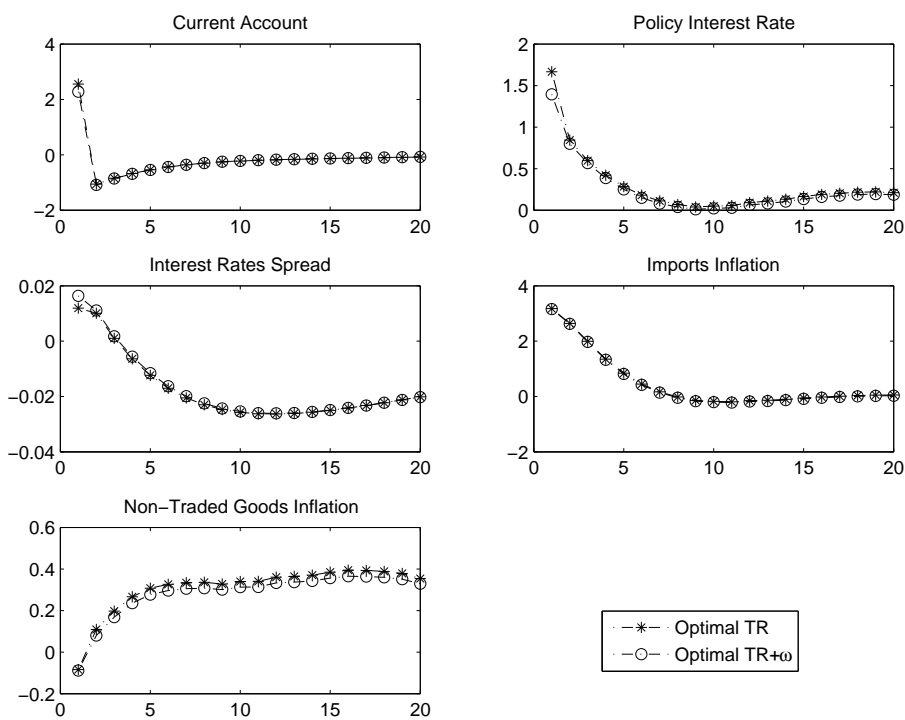 Current Account
4
2
0
−2
0 5 10 15 20
Policy Interest Rate
2
1.5
1
0.5
0
0 5 10 15 20
Interest Rates Spread
0.02
0
−0.02
−0.04
0 5 10 15 20
Imports Inflation
4
2
0
−2
0 5 10 15 20
Non−Traded Goods Inflation
0.6
0.4
0.2
0
−0.2
0 5 10 15 20
Optimal TR
Optimal TR+ω